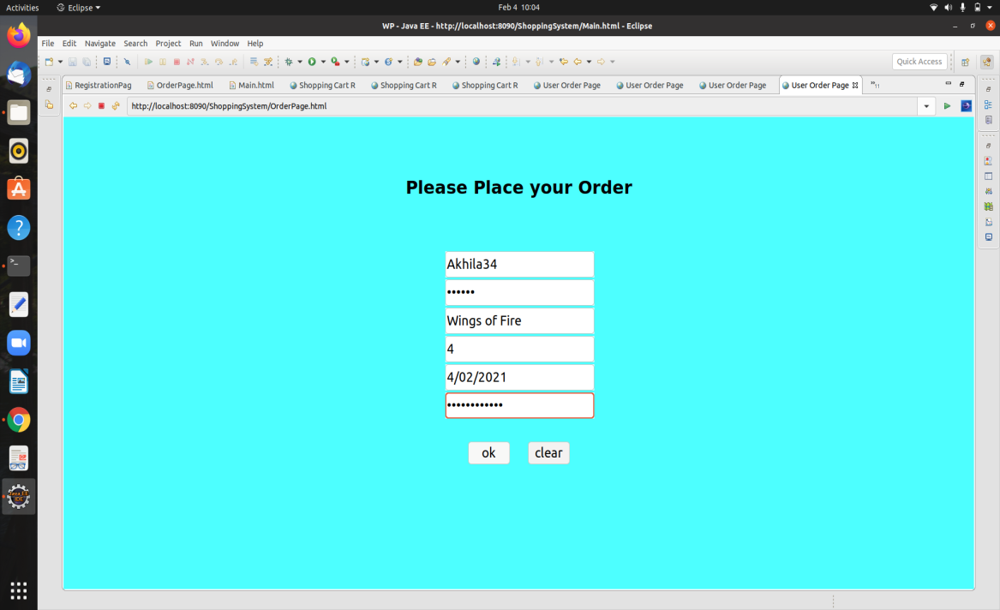 Activities Eclipse Feb 4 10:04
WP - Java EE - http://localhost:8090/ShoppingSystem/Main.html - Eclipse
File Edit Navigate Search Project Run Window Help
Quick Access
RegistrationPag OrderPage.html Main.html Shopping Cart R Shopping Cart R Shopping Cart R User Order Page User Order Page User Order Page User Order Page »11
http://localhost:8090/ShoppingSystem/OrderPage.html
Please Place your Order
Akhila34
••••••
Wings of Fire
4
4/02/2021
••••••••••••
ok clear